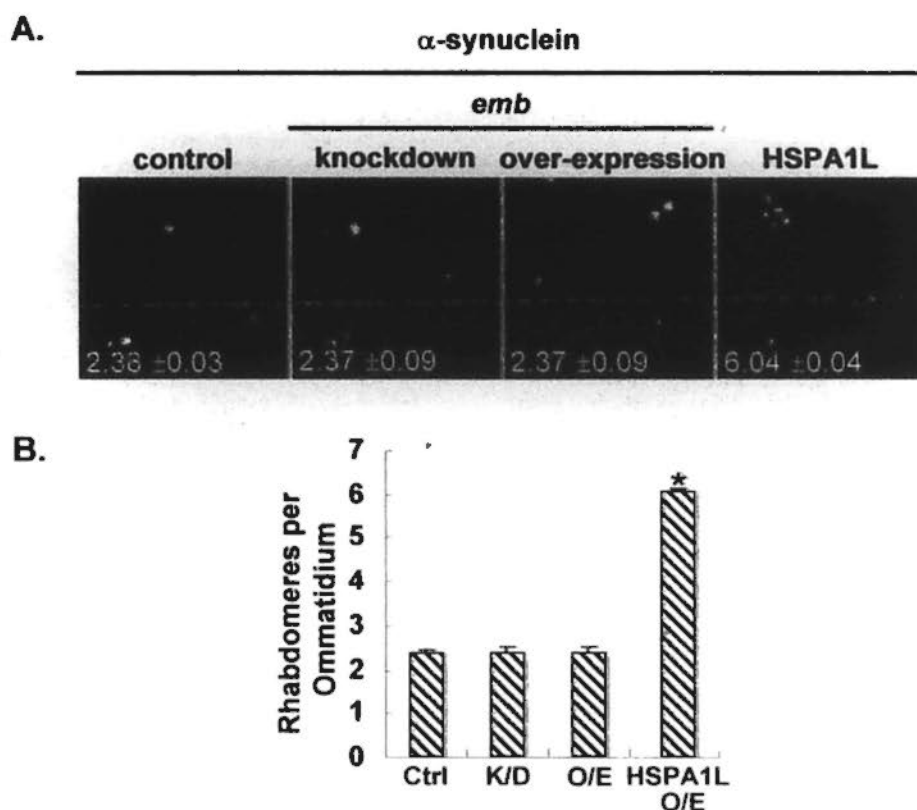 A.
α-synuclein
emb
control knockdown over-expression HSPA1L
2.38 ±0.03 2.37 ±0.09 2.37 ±0.09 6.04 ±0.04
B.
Rhabdomeres per
Ommatidium
7
6
5
4
3
2
1
0
*
Ctrl K/D O/E HSPA1L
O/E